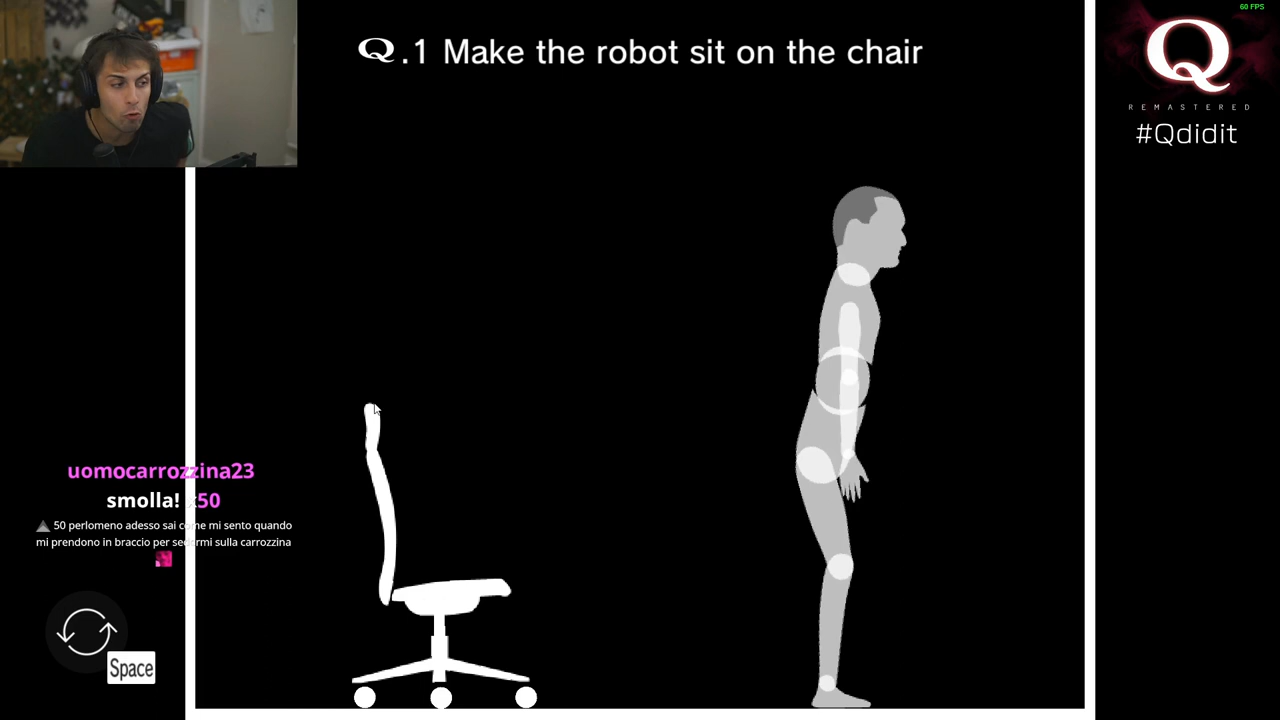 60 FPS
Q.1 Make the robot sit on the chair
Q
REMASTERED
#Qdidit
uomocarrozzina23
smolla! x50
50 perlomeno adesso sai come mi sento quando
mi prendono in braccio per sedermi sulla carrozzina
Space